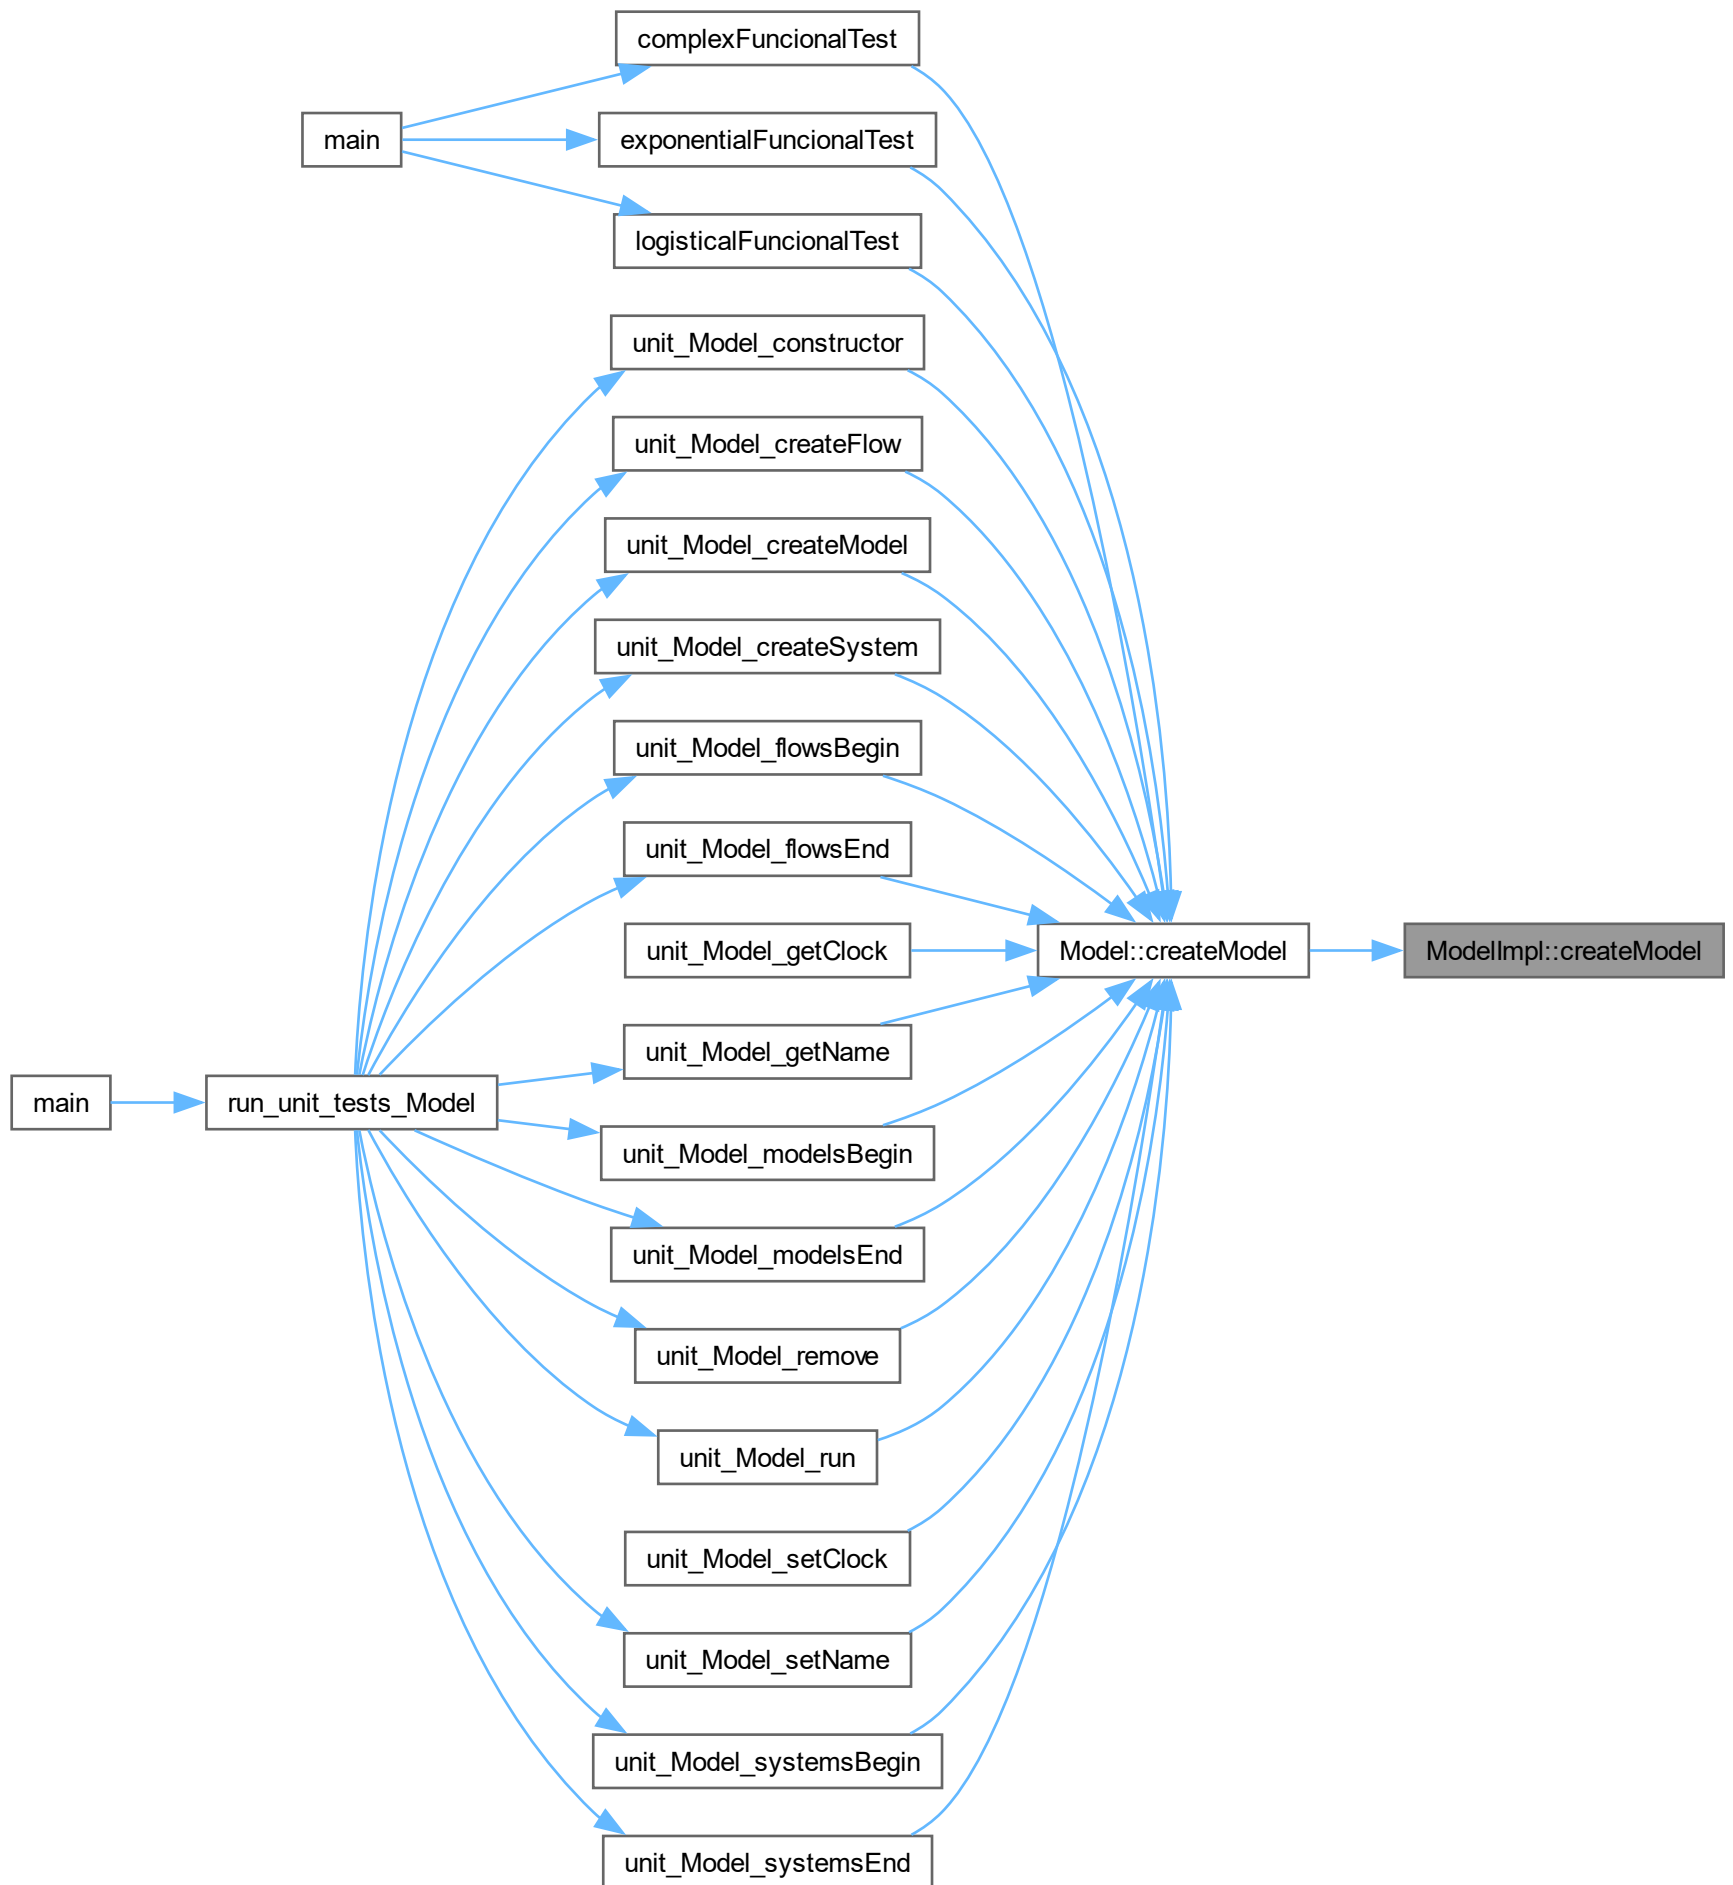 complexFuncionalTest
main
exponentialFuncionalTest
logisticalFuncionalTest
unit_Model_constructor
unit_Model_createFlow
unit_Model_createModel
unit_Model_createSystem
unit_Model_flowsBegin
unit_Model_flowsEnd
unit_Model_getClock
Model::createModel
ModelImpl::createModel
unit_Model_getName
main
run_unit_tests_Model
unit_Model_modelsBegin
unit_Model_modelsEnd
unit_Model_remove
unit_Model_run
unit_Model_setClock
unit_Model_setName
unit_Model_systemsBegin
unit_Model_systemsEnd